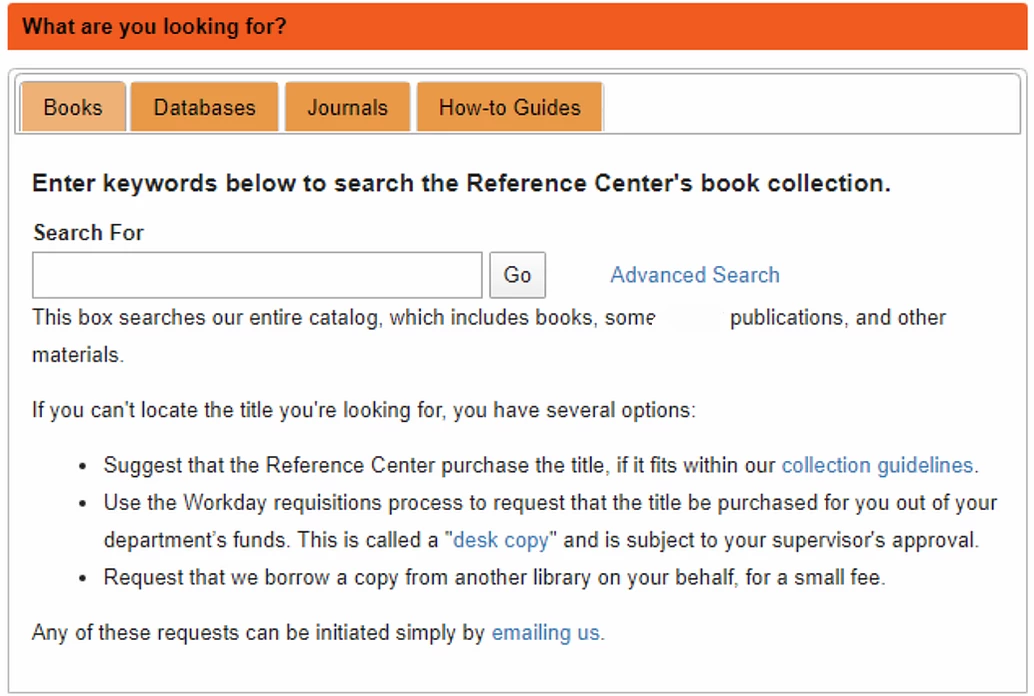 What are you looking for?
Books Databases Journals How-to Guides
Enter keywords below to search the Reference Center's book collection.
Search For
Go Advanced Search
This box searches our entire catalog, which includes books, some publications, and other
materials.
If you can't locate the title you're looking for, you have several options:
• Suggest that the Reference Center purchase the title, if it fits within our collection guidelines.
• Use the Workday requisitions process to request that the title be purchased for you out of your
department's funds. This is called a "desk copy" and is subject to your supervisor's approval.
• Request that we borrow a copy from another library on your behalf, for a small fee.
Any of these requests can be initiated simply by emailing us.